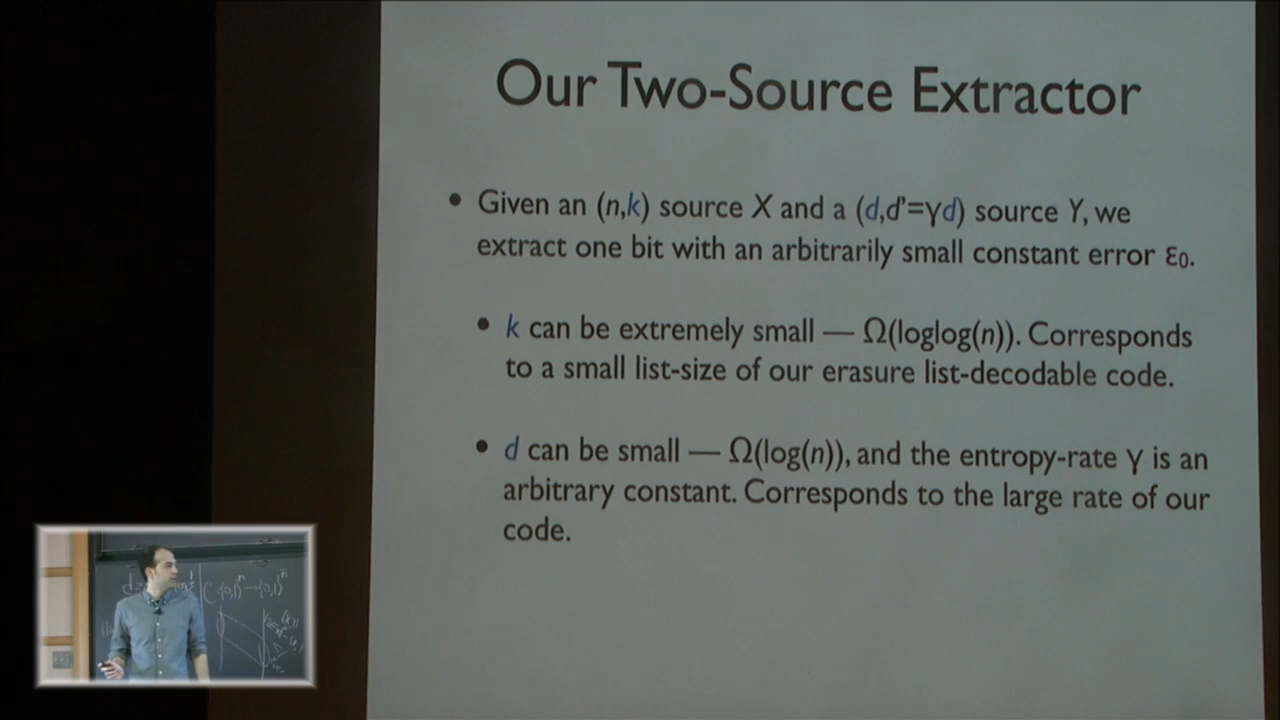 Our Two-Source Extractor
• Given an (n,k) source X and a (d,d'=γd) source Y, we
extract one bit with an arbitrarily small constant error ε₀.
• k can be extremely small — Ω(loglog(n)). Corresponds
to a small list-size of our erasure list-decodable code.
• d can be small — Ω(log(n)), and the entropy-rate γ is an
arbitrary constant. Corresponds to the large rate of our
code.